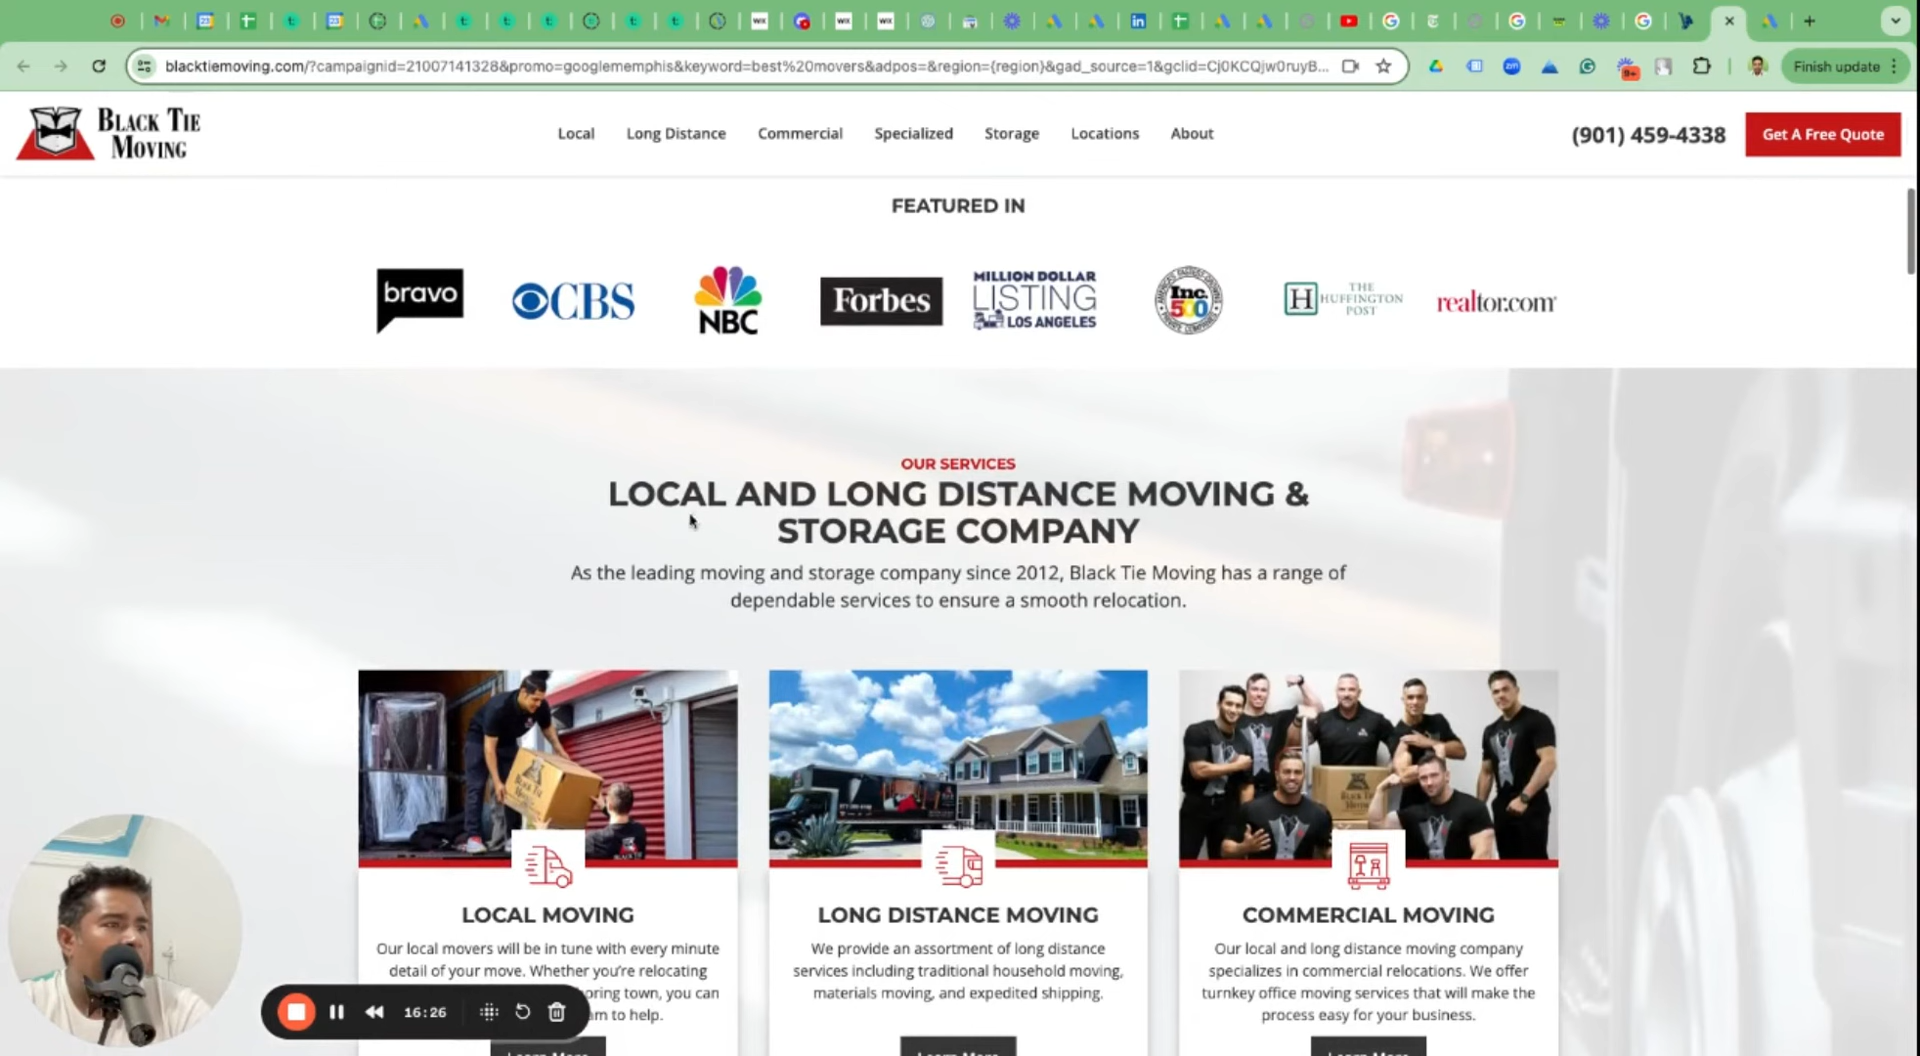 blacktiemoving.com/?campaignid=21007141328&promo=googlememphis&keyword=best%20movers&adpos=&region={region}&gad_source=1&gclid=Cj0KCQjw0ruyB...
Finish update
BLACK TIE
MOVING
Local
Long Distance
Commercial
Specialized
Storage
Locations
About
(901) 459-4338
Get A Free Quote
FEATURED IN
bravo
CBS
NBC
Forbes
MILLION DOLLAR
LISTING
LOS ANGELES
Inc.
500
H THE
HUFFINGTON
POST
realtor.com
OUR SERVICES
LOCAL AND LONG DISTANCE MOVING &
STORAGE COMPANY
As the leading moving and storage company since 2012, Black Tie Moving has a range of
dependable services to ensure a smooth relocation.
LOCAL MOVING
Our local movers will be in tune with every minute
detail of your move. Whether you're relocating
boring town, you can
am to help.
LONG DISTANCE MOVING
We provide an assortment of long distance
services including traditional household moving,
materials moving, and expedited shipping.
COMMERCIAL MOVING
Our local and long distance moving company
specializes in commercial relocations. We offer
turnkey office moving services that will make the
process easy for your business.
16:26
Learn More
Learn More
Learn More